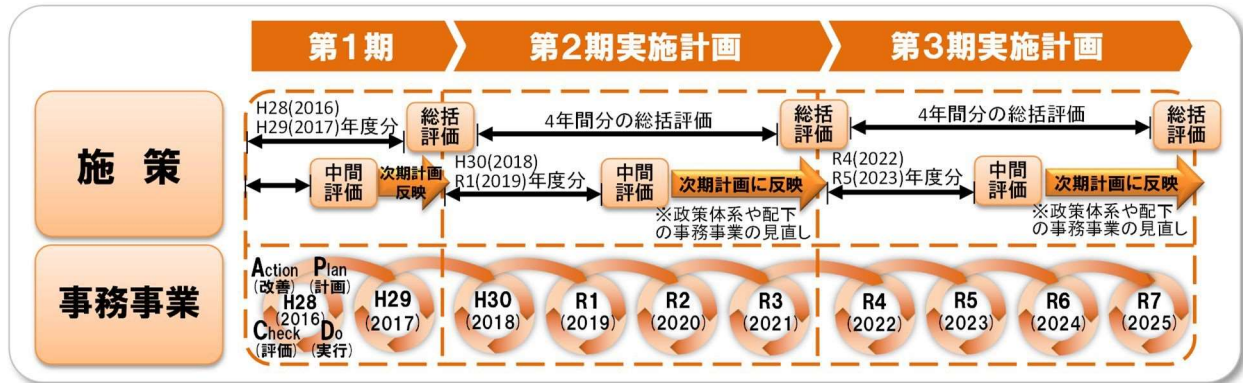 第1期
第2期実施計画
第3期実施計画
施 策
H28(2016)
H29(2017)年度分
総括
評価
4年間分の総括評価
総括
評価
4年間分の総括評価
総括
評価
中間
評価
次期計画
反映
H30(2018)
R1(2019)年度分
中間
評価
次期計画に反映
※政策体系や配下
の事務事業の見直し
R4(2022)
R5(2023)年度分
中間
評価
次期計画に反映
※政策体系や配下
の事務事業の見直し
事務事業
Action
(改善)
Plan
(計画)
H28
(2016)
Check
(評価)
Do
(実行)
H29
(2017)
H30
(2018)
R1
(2019)
R2
(2020)
R3
(2021)
R4
(2022)
R5
(2023)
R6
(2024)
R7
(2025)